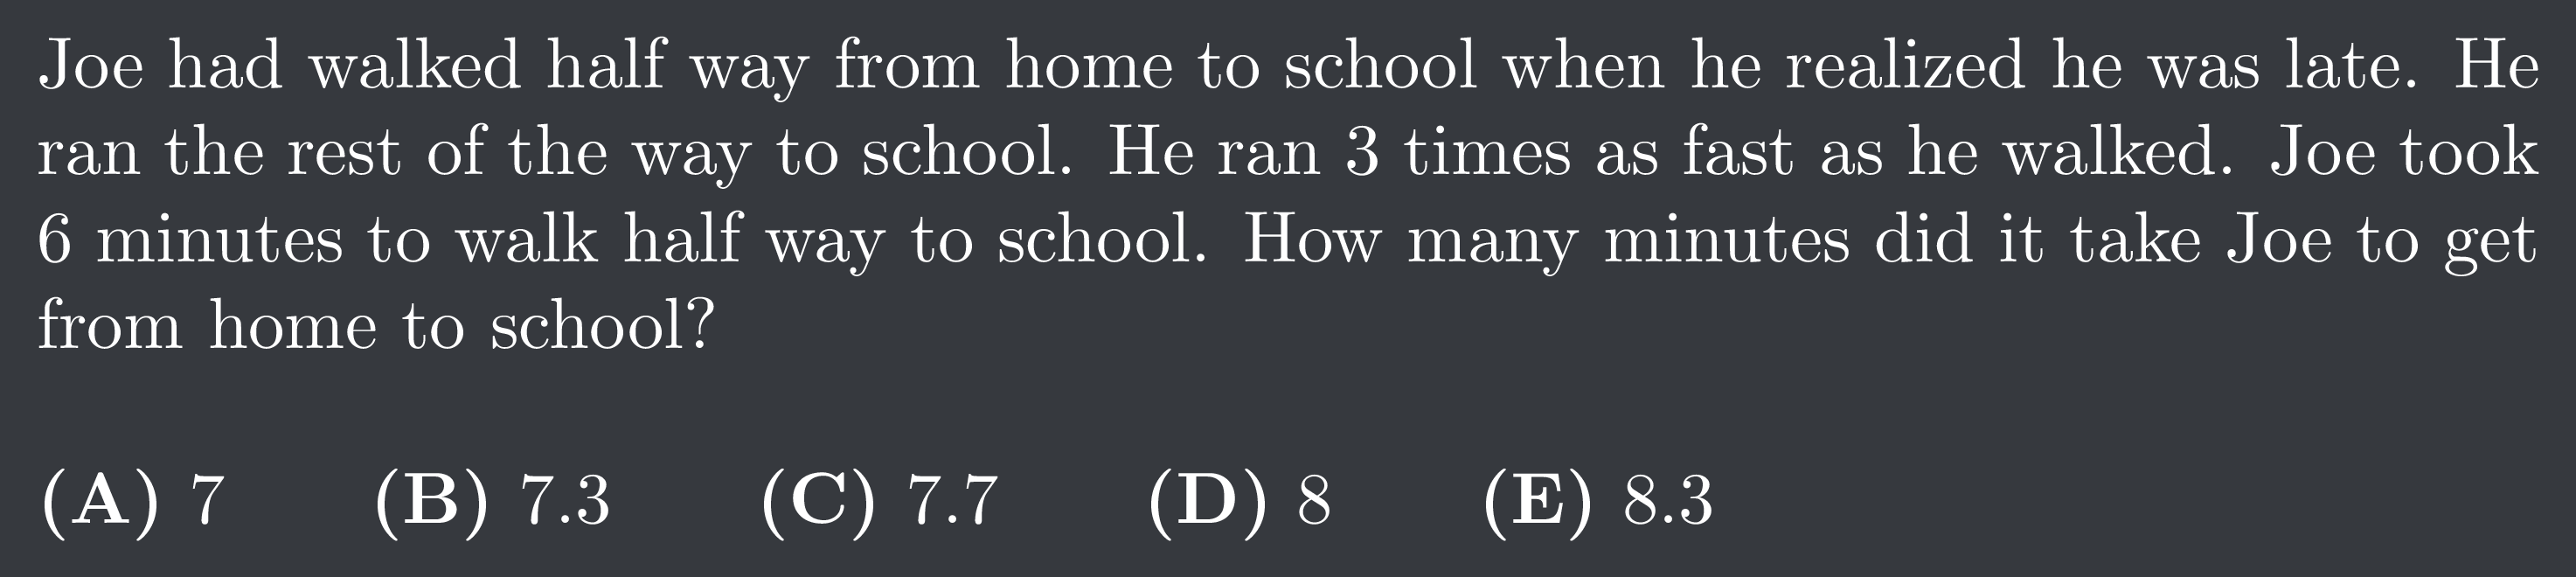 Joe had walked half way from home to school when he realized he was late. He
ran the rest of the way to school. He ran 3 times as fast as he walked. Joe took
6 minutes to walk half way to school. How many minutes did it take Joe to get
from home to school?
(A) 7 (B) 7.3 (C) 7.7 (D) 8 (E) 8.3